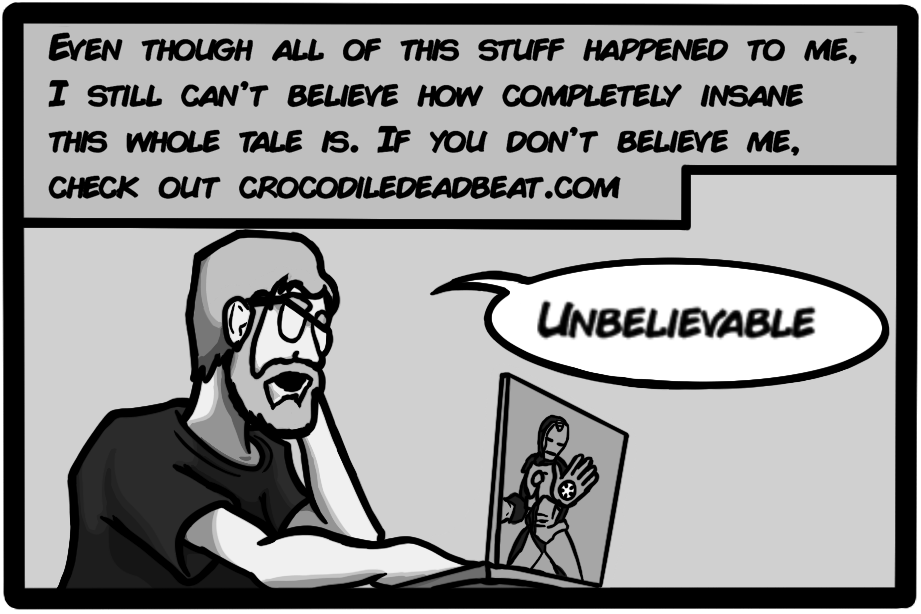 Even though all of this stuff happened to me,
I still can't believe how completely insane
this whole tale is. If you don't believe me,
check out crocodiledeadbeat.com
Unbelievable